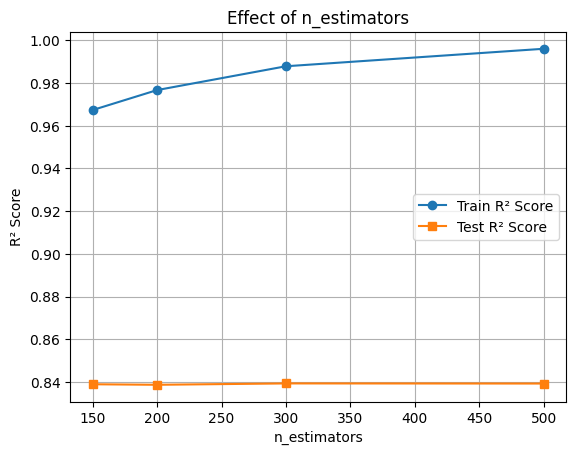 Effect of n_estimators
1.00
0.98
0.96
0.94
0.92
0.90
0.88
0.86
0.84
R² Score
Train R² Score
Test R² Score
150 200 250 300 350 400 450 500
n_estimators